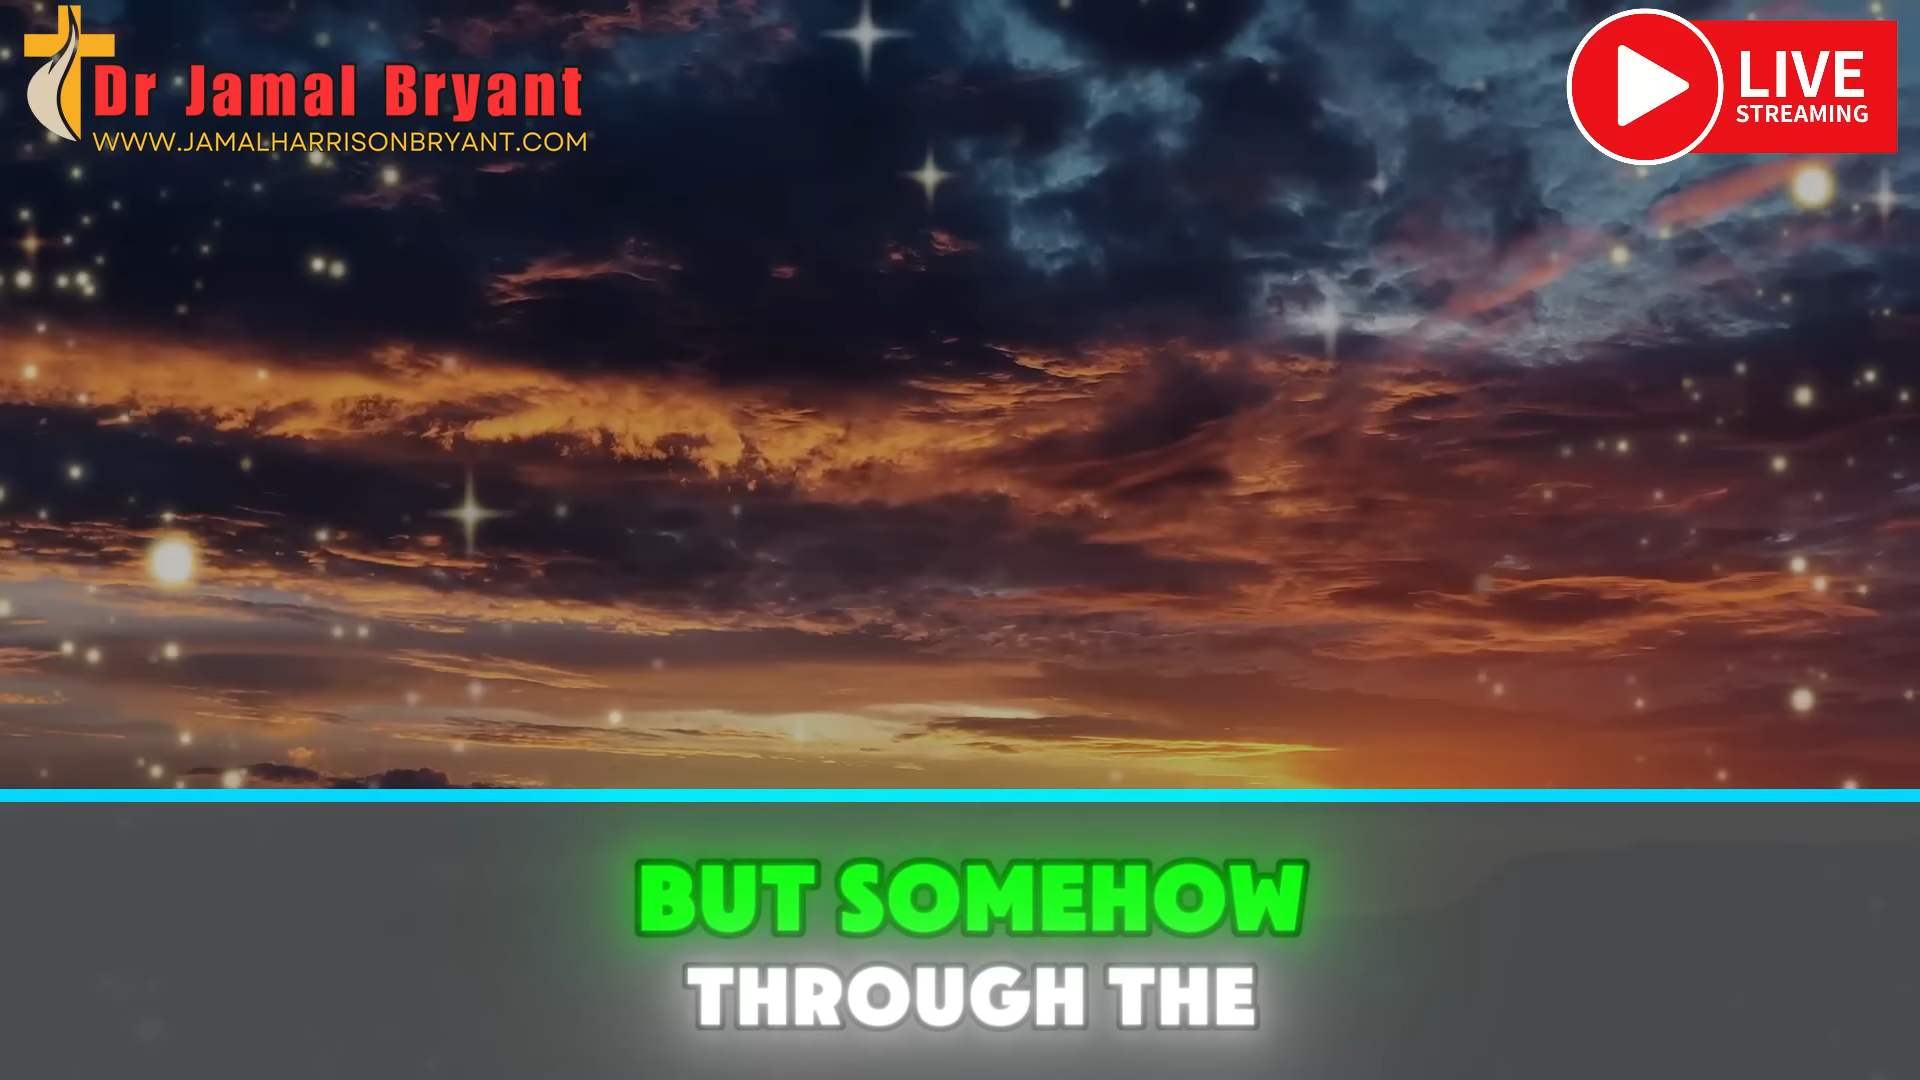 Dr Jamal Bryant
WWW.JAMALHARRISONBRYANT.COM
LIVE
STREAMING
BUT SOMEHOW
THROUGH THE